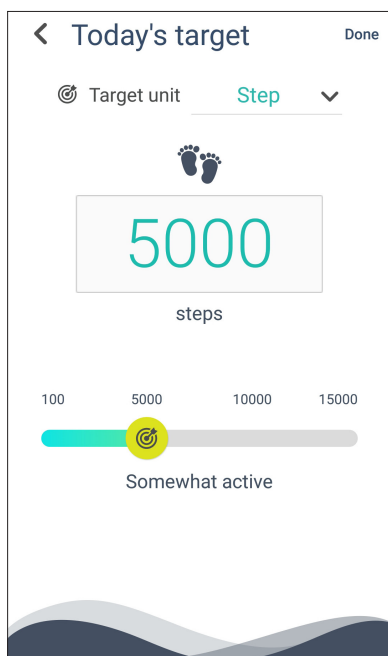 Today's target Done
Target unit Step
5000
steps
100 5000 10000 15000
Somewhat active